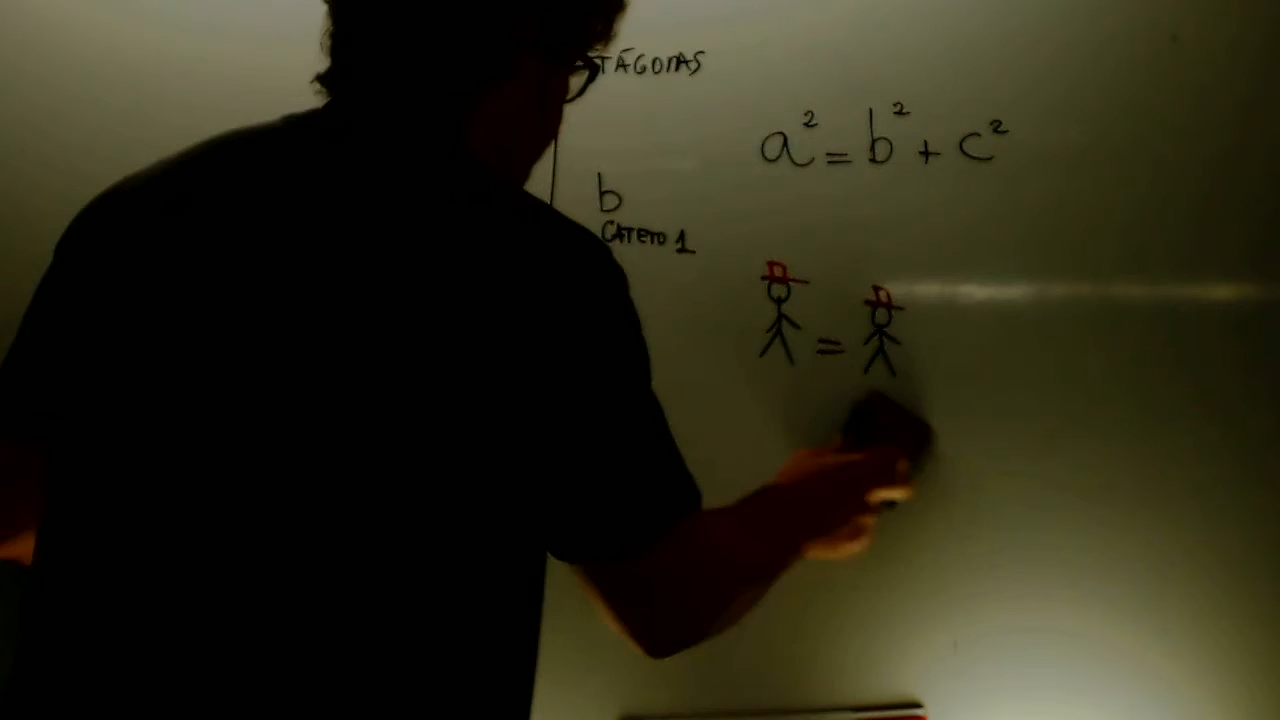 TÁGORAS
a² = b² + c²
b
CATETO 1
=